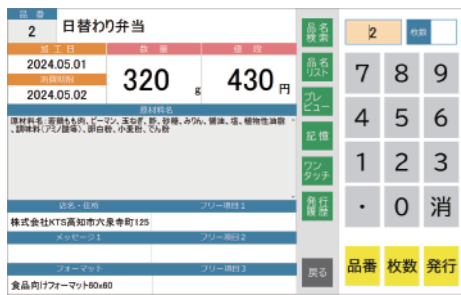 品番
2
日替わり弁当
加工日
数量
値段
2024.05.01
消費期限
2024.05.02
320
g
430
円
原材料名
原材料名:若鶏もも肉、ピーマン、玉ねぎ、酢、砂糖、みりん、醤油、塩、植物性油脂
、調味料(アミノ酸等)、卵白粉、小麦粉、でん粉
店名・住所
フリー項目1
株式会社KTS高知市六泉寺町125
メッセージ1
フリー項目2
フォーマット
フリー項目3
食品向けフォーマット60x60
品名
検索
品名
リスト
プレ
ビュー
記憶
ワン
タッチ
発行
履歴
戻る
2
枚数
7
8
9
4
5
6
1
2
3
・
0
消
品番
枚数
発行